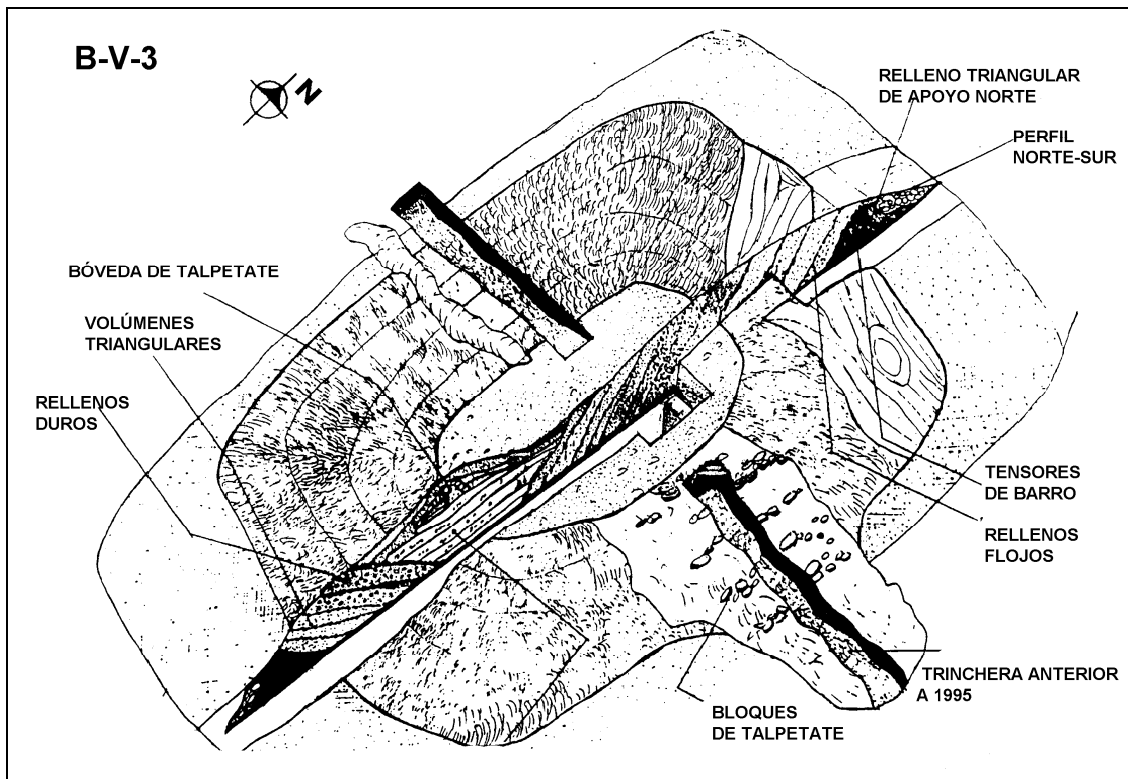 B-V-3
N
RELLENO TRIANGULAR
DE APOYO NORTE
PERFIL
NORTE-SUR
BÓVEDA DE TALPETATE
VOLÚMENES
TRIANGULARES
RELLENOS
DUROS
TENSORES
DE BARRO
RELLENOS
FLOJOS
TRINCHERA ANTERIOR
A 1995
BLOQUES
DE TALPETATE